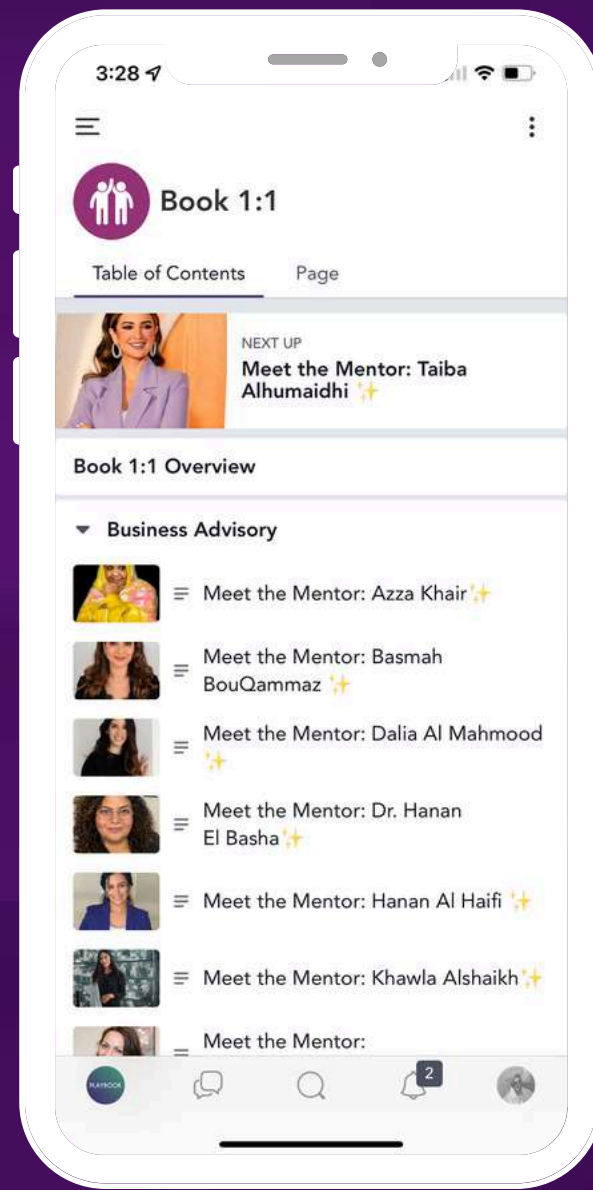 3:28
Book 1:1
Table of Contents Page
NEXT UP
Meet the Mentor: Taiba
Alhumaidhi ✨
Book 1:1 Overview
Business Advisory
Meet the Mentor: Azza Khair✨
Meet the Mentor: Basmah
BouQammaz ✨
Meet the Mentor: Dalia Al Mahmood
✨
Meet the Mentor: Dr. Hanan
El Basha✨
Meet the Mentor: Hanan Al Haifi ✨
Meet the Mentor: Khawla Alshaikh✨
Meet the Mentor:
PLAYBOOK
2